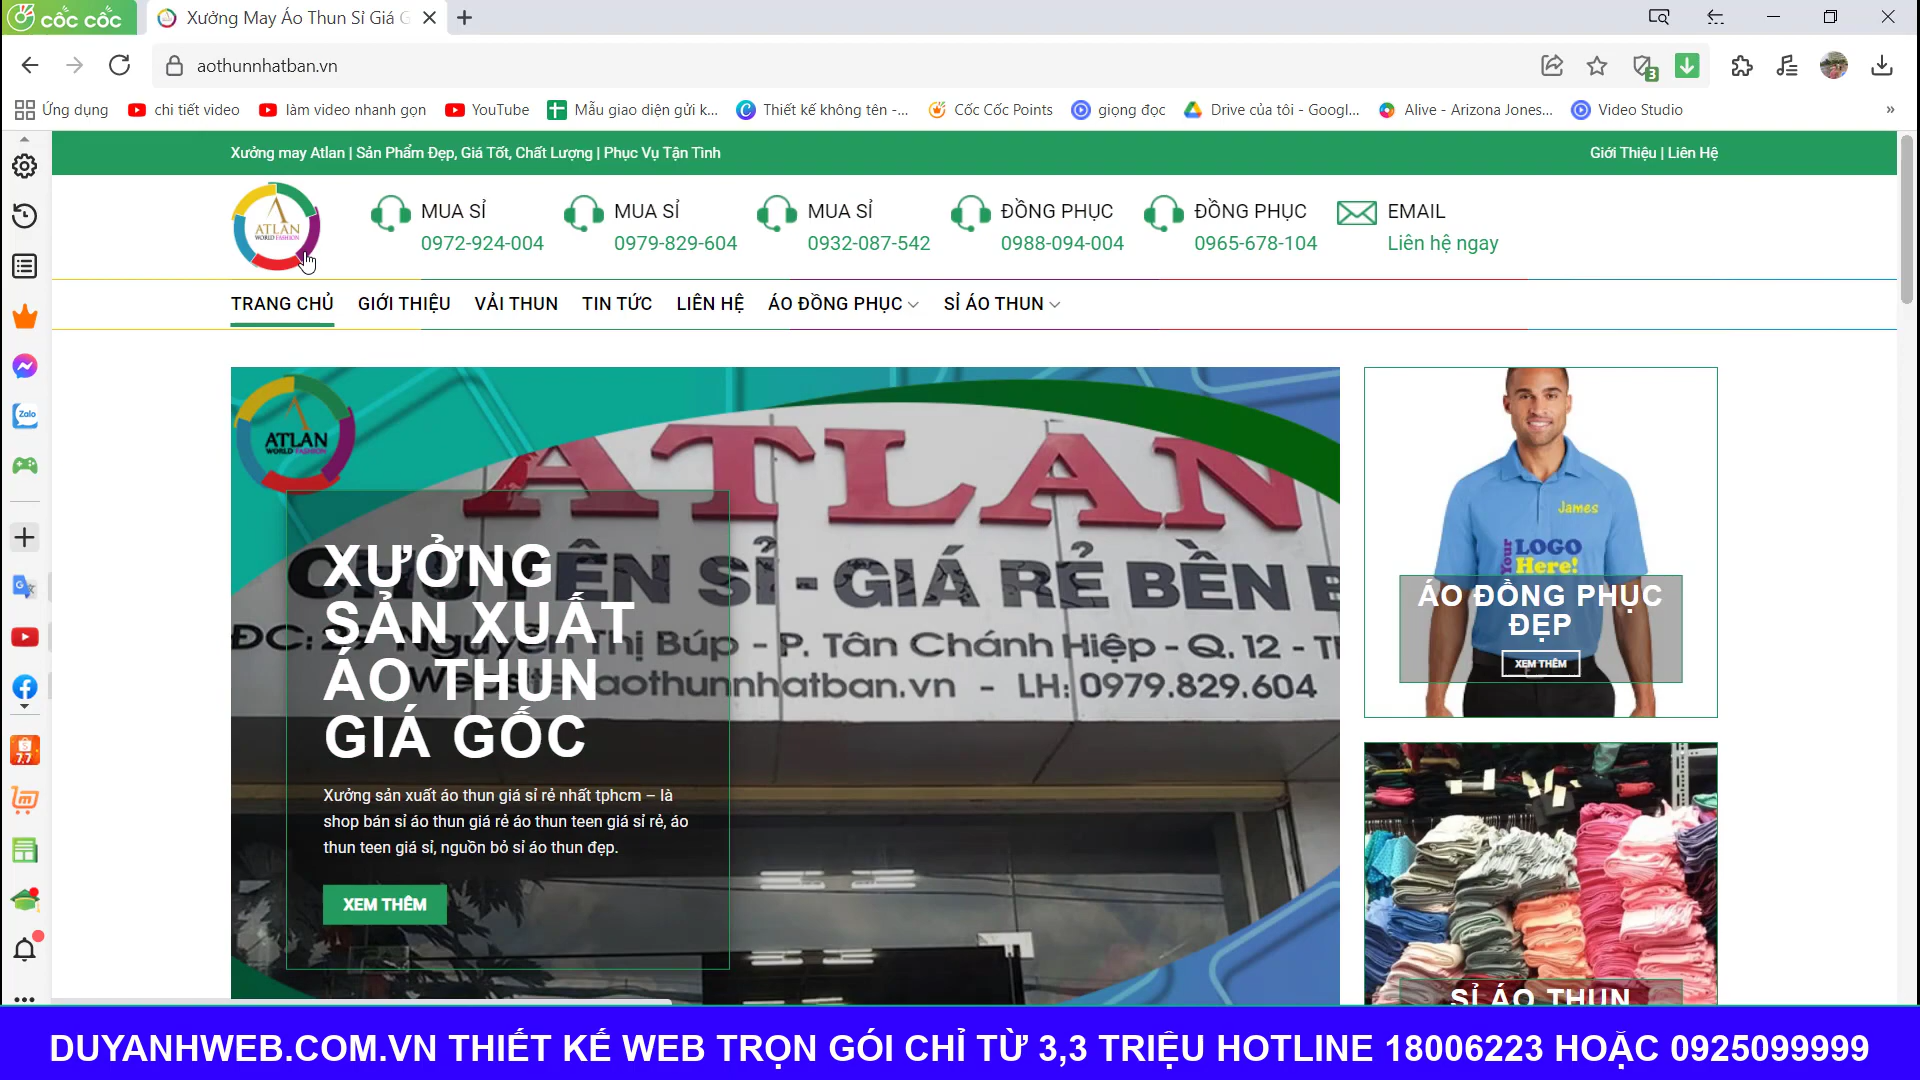 cốc cốc
Xưởng May Áo Thun Sỉ Giá G
aothunnhatban.vn
3
Ứng dụng
chi tiết video
làm video nhanh gọn
YouTube
Mẫu giao diện gửi k...
Thiết kế không tên -...
Cốc Cốc Points
giọng đọc
Drive của tôi - Googl...
Alive - Arizona Jones...
Video Studio
»
Xưởng may Atlan | Sản Phẩm Đẹp, Giá Tốt, Chất Lượng | Phục Vụ Tận Tình
Giới Thiệu | Liên Hệ
ATLAN
WORLD FASHION
MUA SỈ
0972-924-004
MUA SỈ
0979-829-604
MUA SỈ
0932-087-542
ĐỒNG PHỤC
0988-094-004
ĐỒNG PHỤC
0965-678-104
EMAIL
Liên hệ ngay
TRANG CHỦ
GIỚI THIỆU
VẢI THUN
TIN TỨC
LIÊN HỆ
ÁO ĐỒNG PHỤC
SỈ ÁO THUN
Zalo
7.7
ATLAN
WORLD FASHION
ATLAN
SỈ - GIÁ RẺ BỀN
Thị Búp - P. Tân Chánh Hiệp - Q. 12 -
aothunnhatban.vn - LH: 0979.829.604
XƯỞNG
SẢN XUẤT
ÁO THUN
GIÁ GỐC
Xưởng sản xuất áo thun giá sỉ rẻ nhất tphcm – là
shop bán sỉ áo thun giá rẻ áo thun teen giá sỉ rẻ, áo
thun teen giá sỉ, nguồn bỏ sỉ áo thun đẹp.
XEM THÊM
James
Your LOGO
Here!
ÁO ĐỒNG PHỤC
ĐẸP
XEM THÊM
SỈ ÁO THUN
DUYANHWEB.COM.VN THIẾT KẾ WEB TRỌN GÓI CHỈ TỪ 3,3 TRIỆU HOTLINE 18006223 HOẶC 0925099999